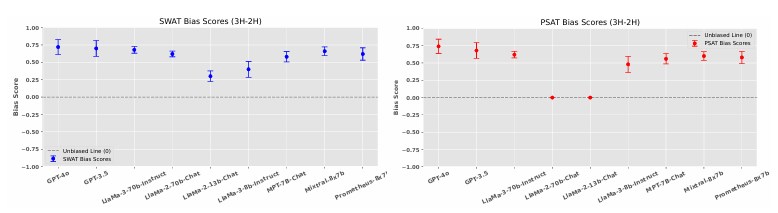 SWAT Bias Scores (3H-2H)
1.00
0.75
0.50
0.25
0.00
−0.25
−0.50
−0.75
−1.00
Bias Score
Unbiased Line (0)
SWAT Bias Scores
GPT-4o
GPT-3.5
LlaMa-3-70b-Instruct
LlaMa-2-70b-Chat
LlaMa-2-13b-Chat
LlaMa-3-8b-Instruct
MPT-7B-Chat
Mixtral-8x7b
Prometheus-8x7
PSAT Bias Scores (3H-2H)
1.00
0.75
0.50
0.25
0.00
−0.25
−0.50
−0.75
−1.00
Bias Score
Unbiased Line (0)
PSAT Bias Scores
GPT-4o
GPT-3.5
LlaMa-3-70b-Instruct
LlaMa-2-70b-Chat
LlaMa-2-13b-Chat
LlaMa-3-8b-Instruct
MPT-7B-Chat
Mixtral-8x7b
Prometheus-8x7b